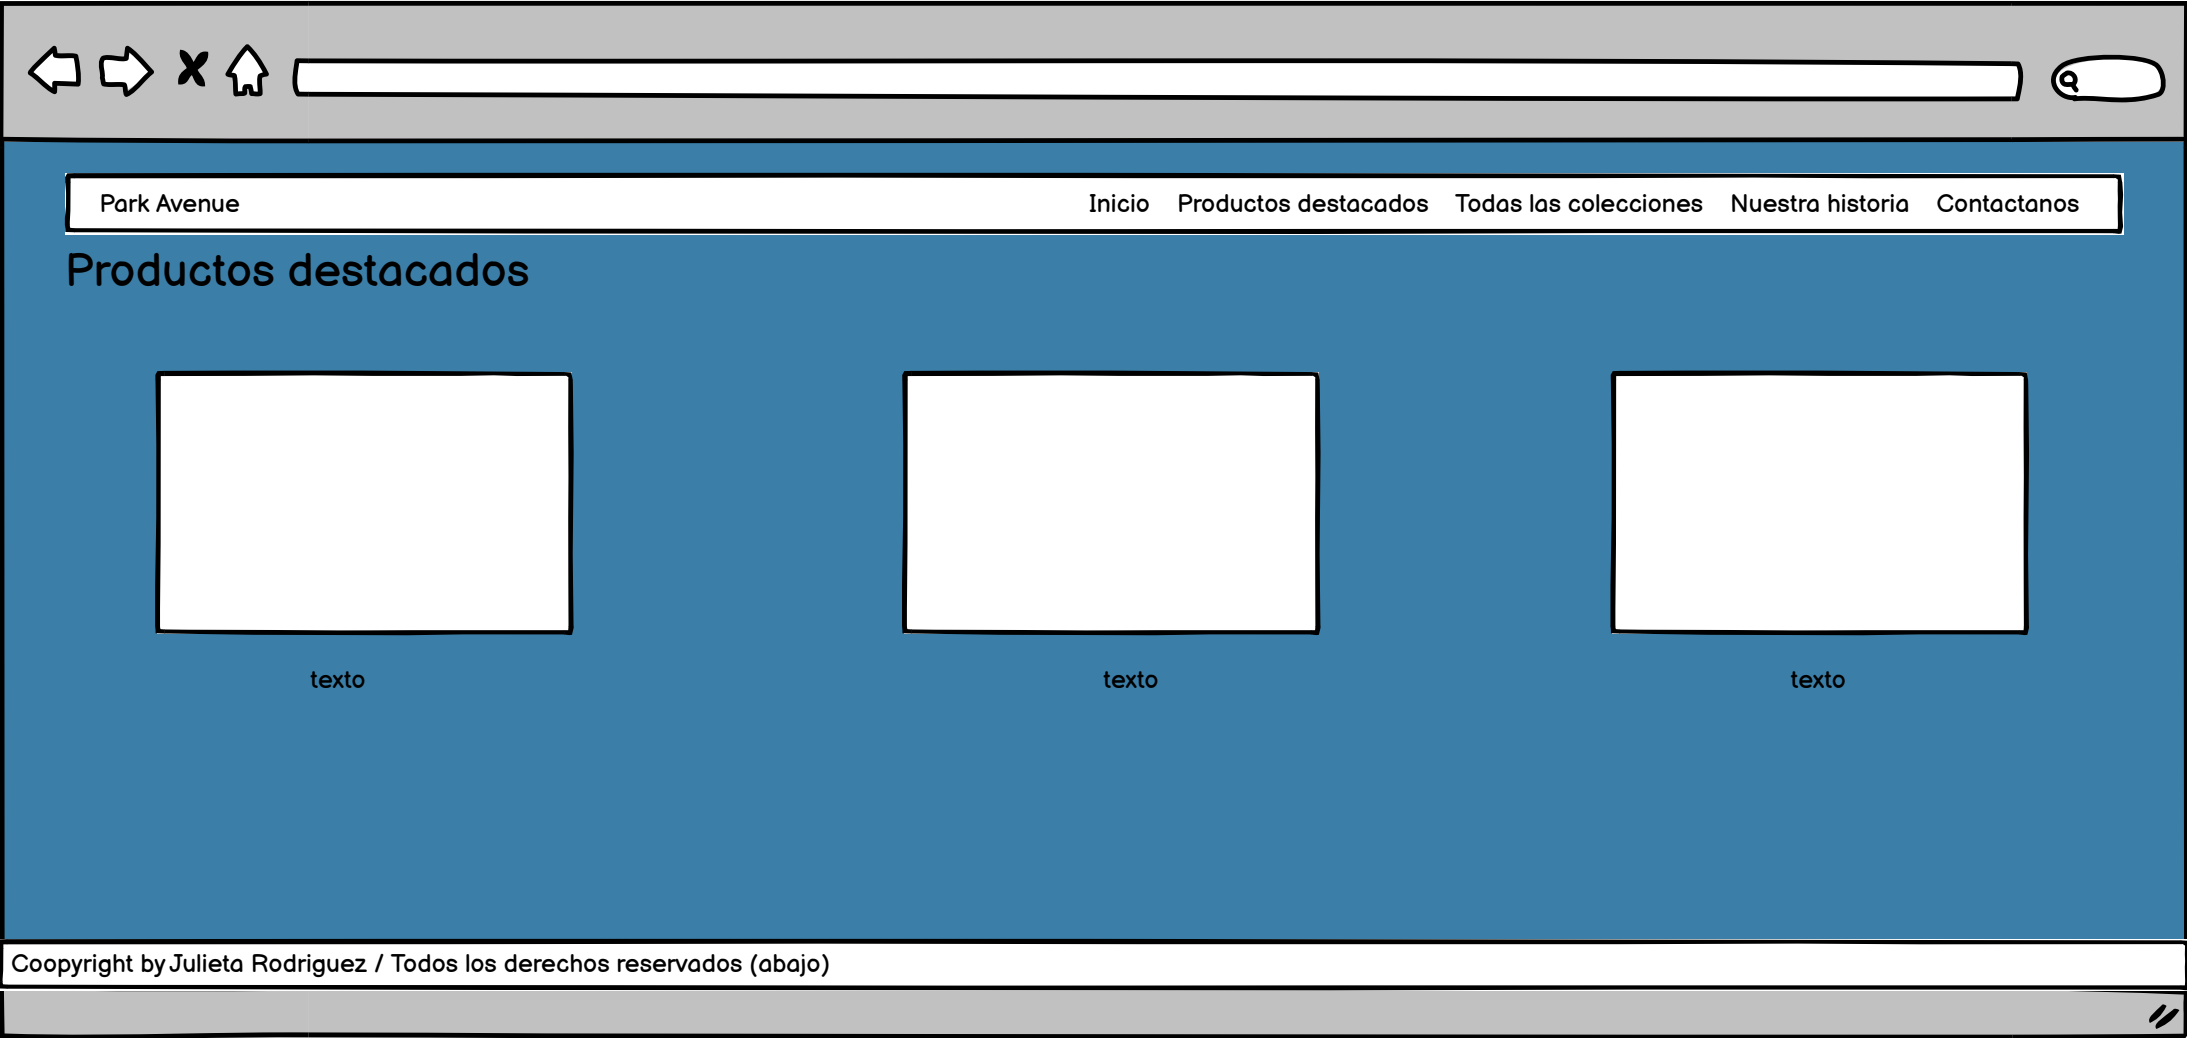 Park Avenue Inicio Productos destacados Todas las colecciones Nuestra historia Contactanos
Productos destacados
texto texto texto
Coopyright by Julieta Rodriguez / Todos los derechos reservados (abajo)